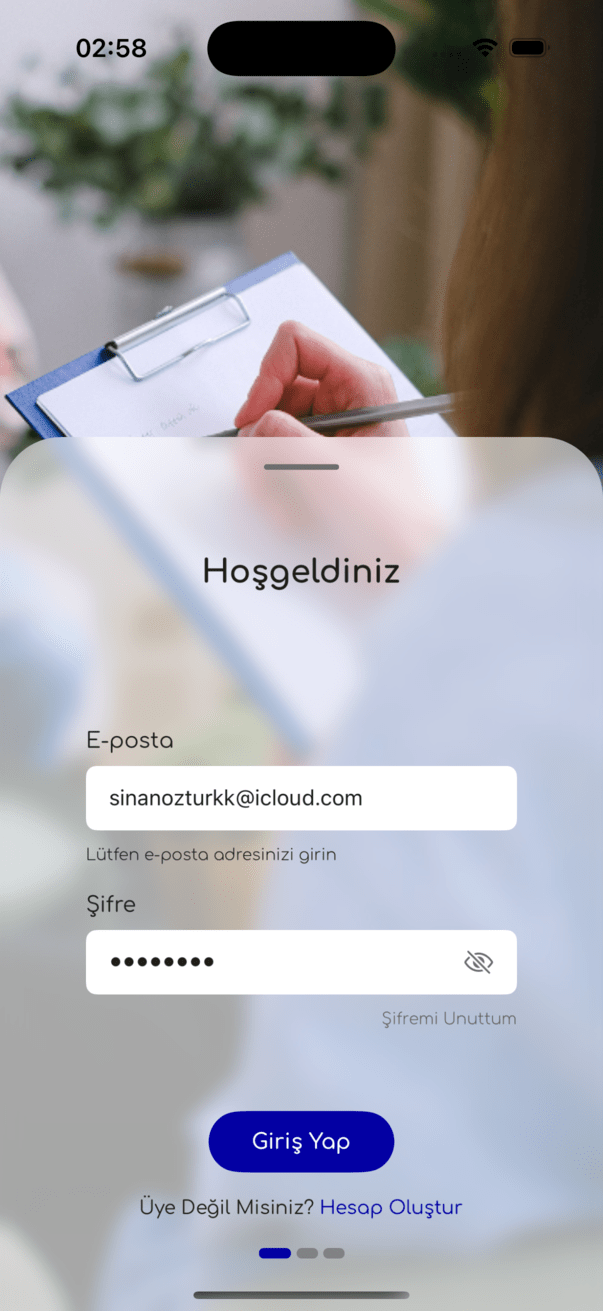 02:58
Hoşgeldiniz
E-posta
sinanozturkk@icloud.com
Lütfen e-posta adresinizi girin
Şifre
••••••••
Şifremi Unuttum
Giriş Yap
Üye Değil Misiniz? Hesap Oluştur